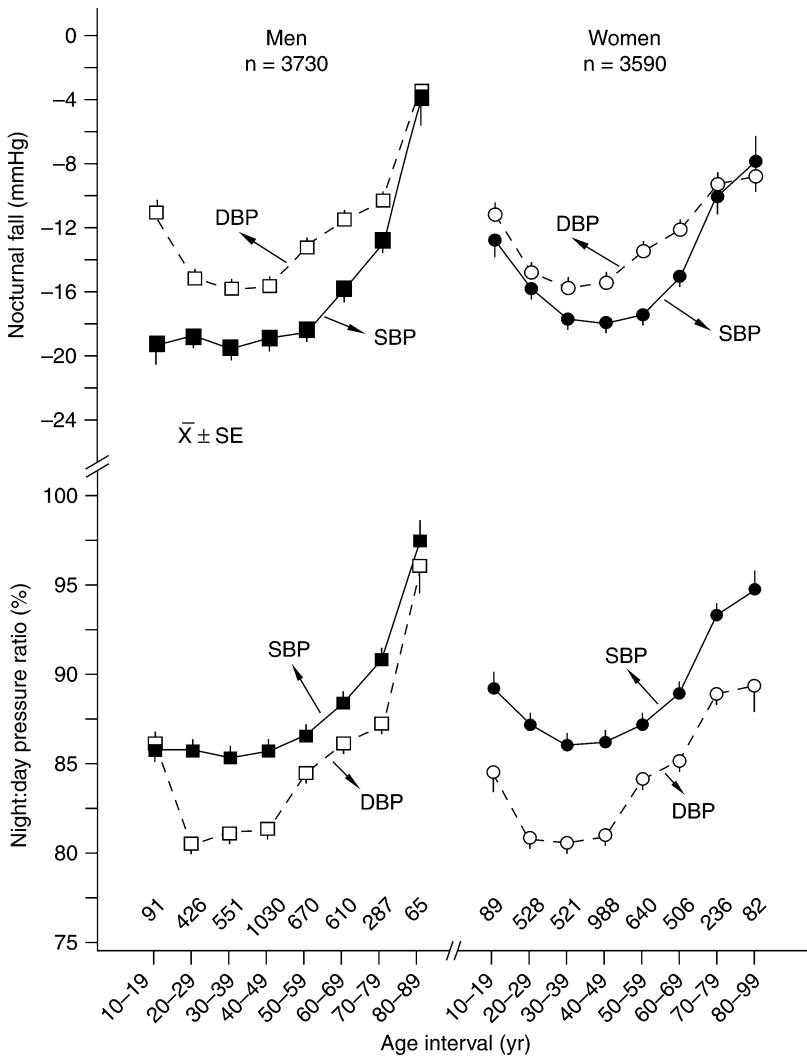 Men
n = 3730
Women
n = 3590
Nocturnal fall (mmHg)
0
–4
–8
–12
–16
–20
–24
DBP
SBP
DBP
SBP
X̄ ± SE
Night:day pressure ratio (%)
100
95
90
85
80
75
SBP
DBP
SBP
DBP
91 426 551 1030 670 610 287 65
89 528 521 988 640 506 236 82
10–19 20–29 30–39 40–49 50–59 60–69 70–79 80–89
10–19 20–29 30–39 40–49 50–59 60–69 70–79 80–99
Age interval (yr)